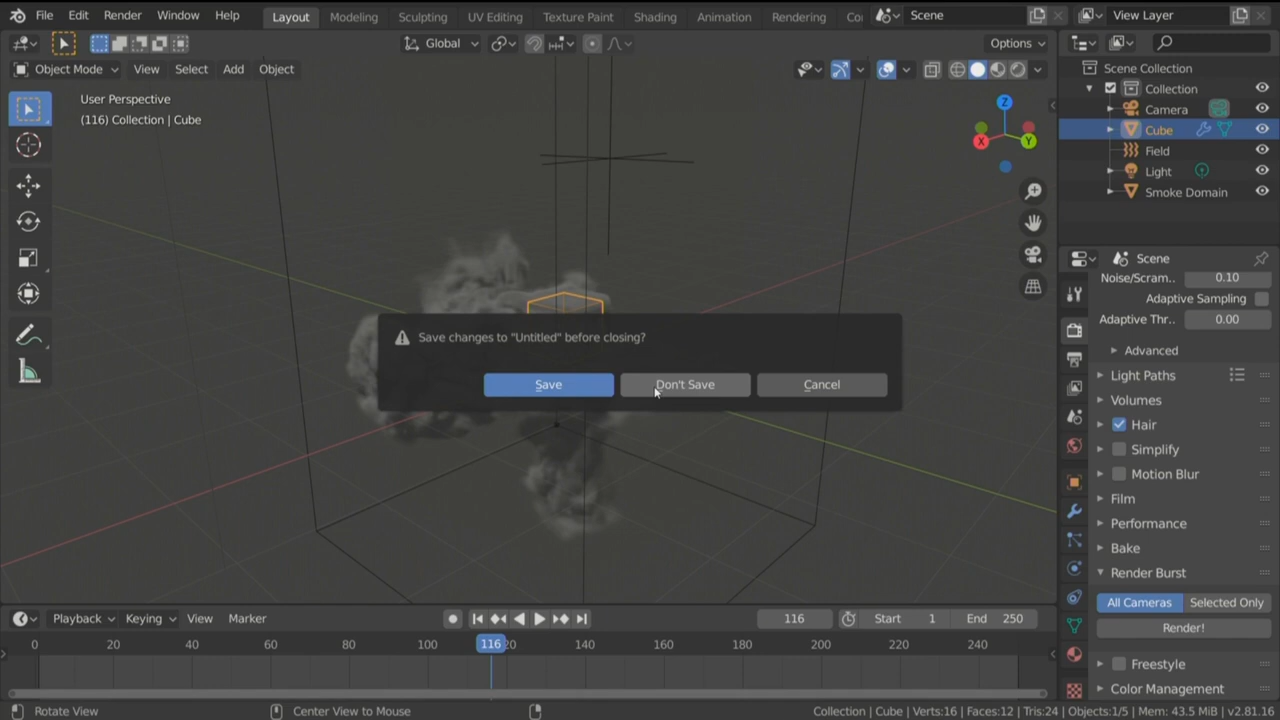 File Edit Render Window Help Layout Modeling Sculpting UV Editing Texture Paint Shading Animation Rendering Co Scene View Layer
Global Options
Object Mode View Select Add Object
User Perspective
(116) Collection | Cube
Z
X
Y
Scene Collection
Collection
Camera
Cube
Field
Light
Smoke Domain
Scene
Noise/Scram.. 0.10
Adaptive Sampling
Adaptive Thr.. 0.00
Advanced
Light Paths
Volumes
Hair
Simplify
Motion Blur
Film
Performance
Bake
Render Burst
All Cameras Selected Only
Render!
Freestyle
Color Management
Save changes to "Untitled" before closing?
Save Don't Save Cancel
Playback Keying View Marker 116 Start 1 End 250
0 20 40 60 80 100 116 20 140 160 180 200 220 240
Rotate View Center View to Mouse Collection | Cube | Verts:16 | Faces:12 | Tris:24 | Objects:1/5 | Mem: 43.5 MiB | v2.81.16